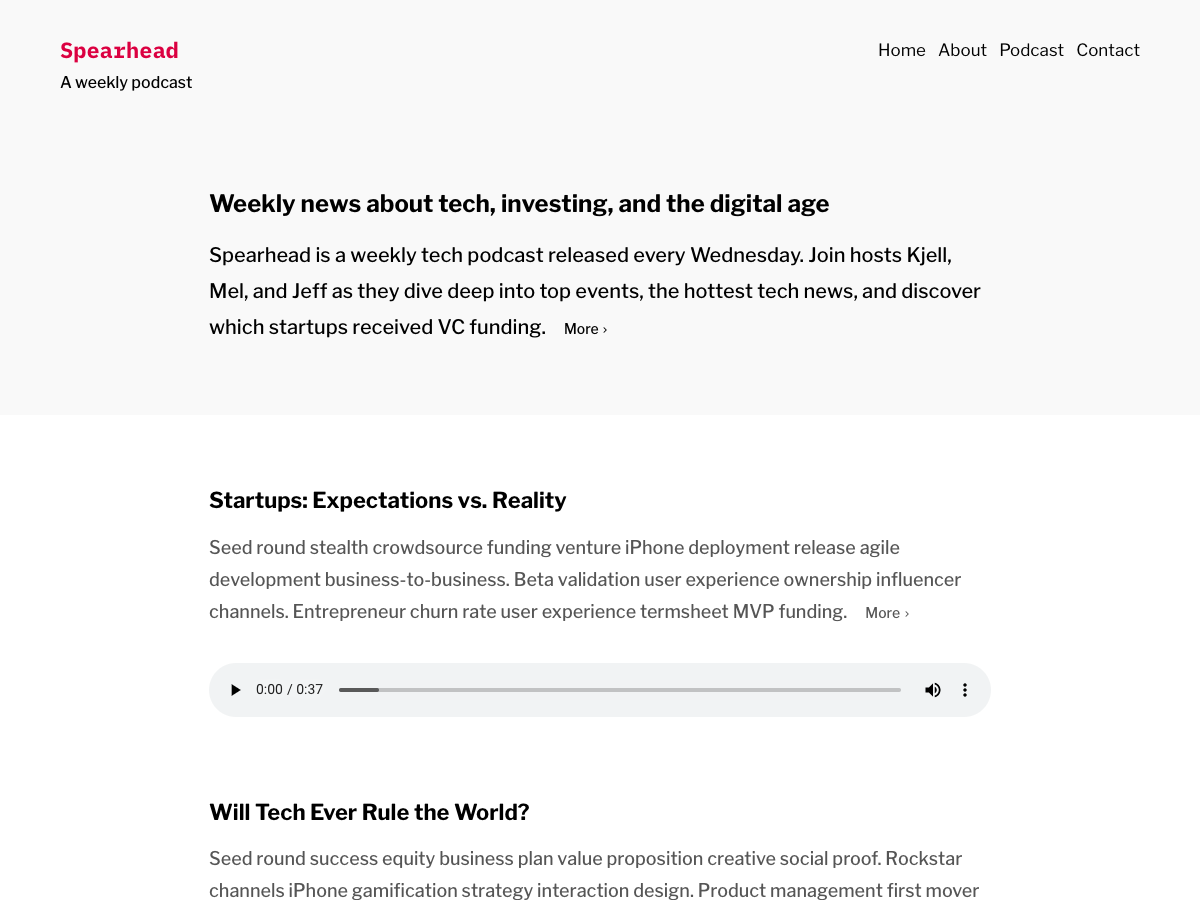 Spearhead
Home About Podcast Contact
A weekly podcast
Weekly news about tech, investing, and the digital age
Spearhead is a weekly tech podcast released every Wednesday. Join hosts Kjell,
Mel, and Jeff as they dive deep into top events, the hottest tech news, and discover
which startups received VC funding. More ›
Startups: Expectations vs. Reality
Seed round stealth crowdsource funding venture iPhone deployment release agile
development business-to-business. Beta validation user experience ownership influencer
channels. Entrepreneur churn rate user experience termsheet MVP funding. More ›
0:00 / 0:37
Will Tech Ever Rule the World?
Seed round success equity business plan value proposition creative social proof. Rockstar
channels iPhone gamification strategy interaction design. Product management first mover